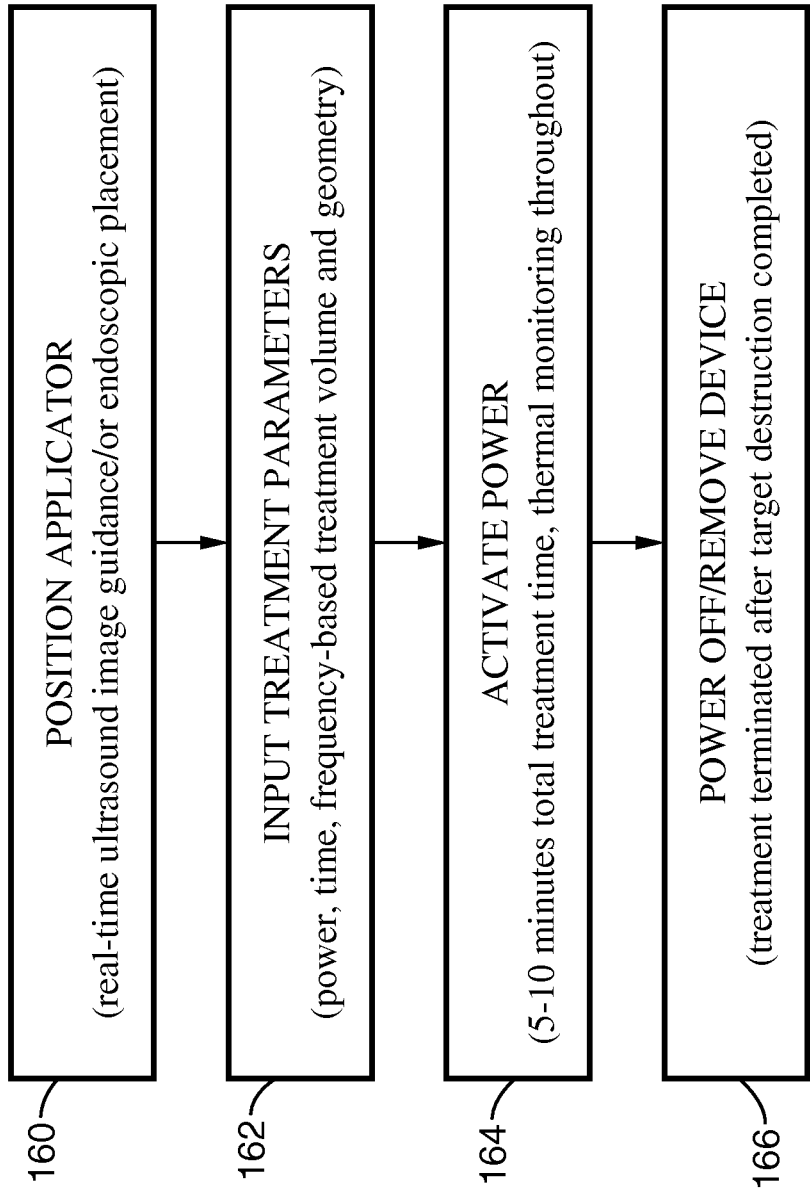 160
POSITION APPLICATOR
(real-time ultrasound image guidance/or endoscopic placement)
162
INPUT TREATMENT PARAMETERS
(power, time, frequency-based treatment volume and geometry)
164
ACTIVATE POWER
(5-10 minutes total treatment time, thermal monitoring throughout)
166
POWER OFF/REMOVE DEVICE
(treatment terminated after target destruction completed)